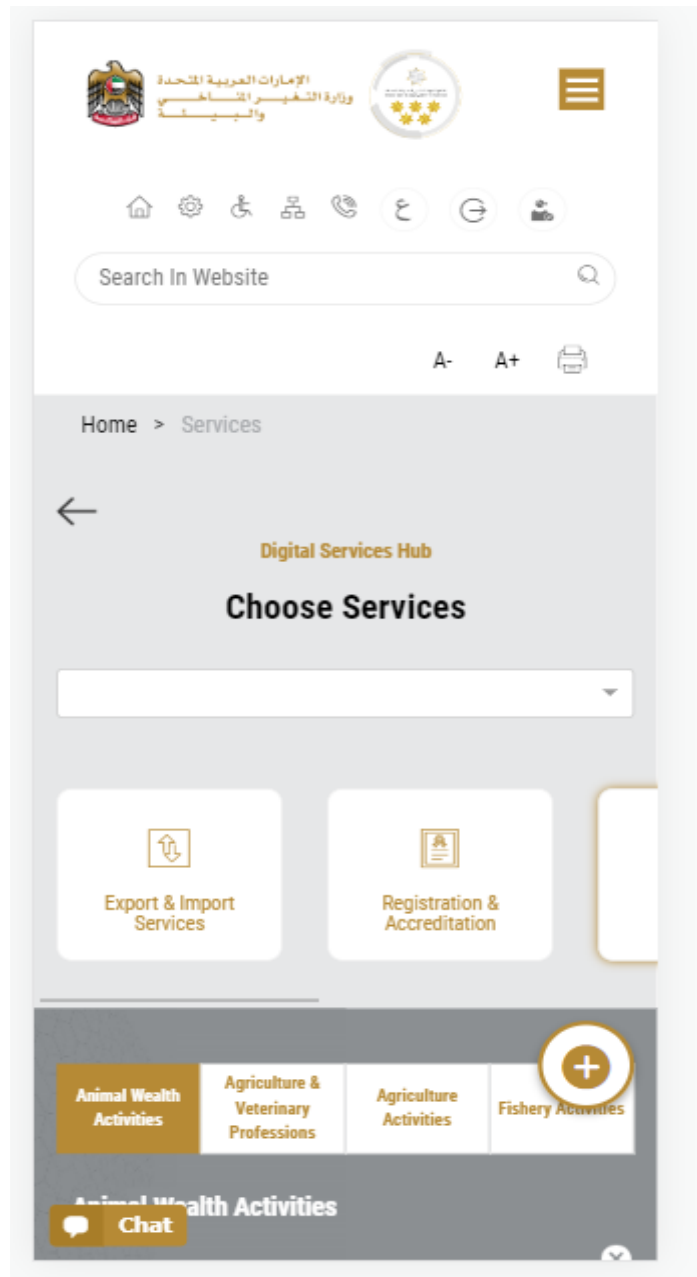 الإمارات العربية المتحدة
وزارة التغيير المناخي
والبيئة
ع
Search In Website
A- A+
Home > Services
Digital Services Hub
Choose Services
Export & Import
Services
Registration &
Accreditation
Animal Wealth
Activities
Agriculture &
Veterinary
Professions
Agriculture
Activities
Fishery Activities
Animal Wealth Activities
Chat